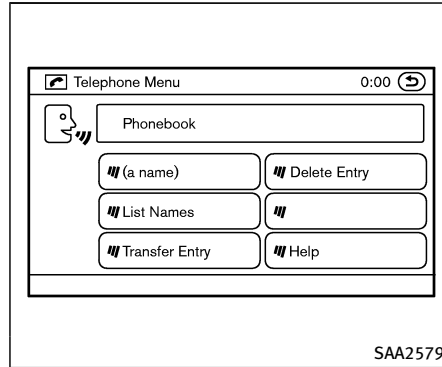 Telephone Menu 0:00
Phonebook
(a name) Delete Entry
List Names
Transfer Entry Help
SAA2579